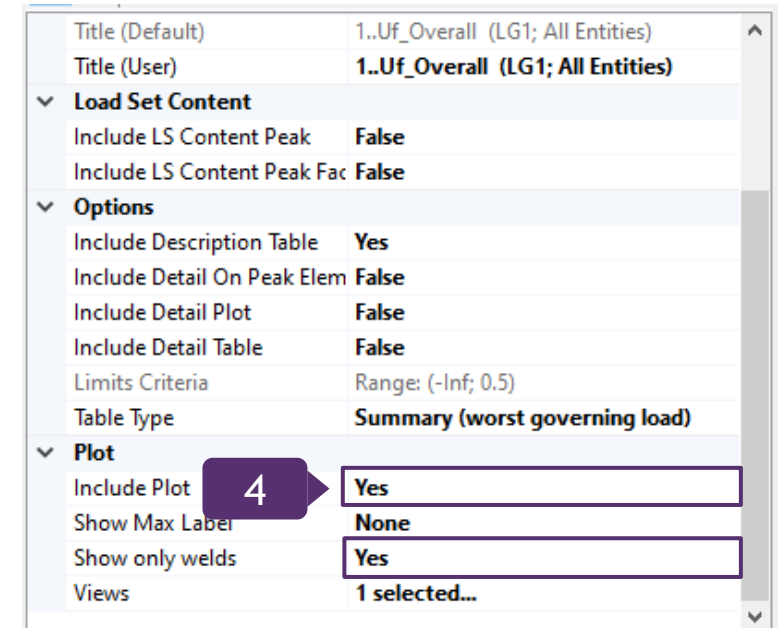 Title (Default) 1..Uf_Overall (LG1; All Entities)
Title (User) 1..Uf_Overall (LG1; All Entities)
Load Set Content
Include LS Content Peak False
Include LS Content Peak Fac False
Options
Include Description Table Yes
Include Detail On Peak Elem False
Include Detail Plot False
Include Detail Table False
Limits Criteria Range: (-Inf; 0.5)
Table Type Summary (worst governing load)
Plot
Include Plot 4 Yes
Show Max Label None
Show only welds Yes
Views 1 selected...